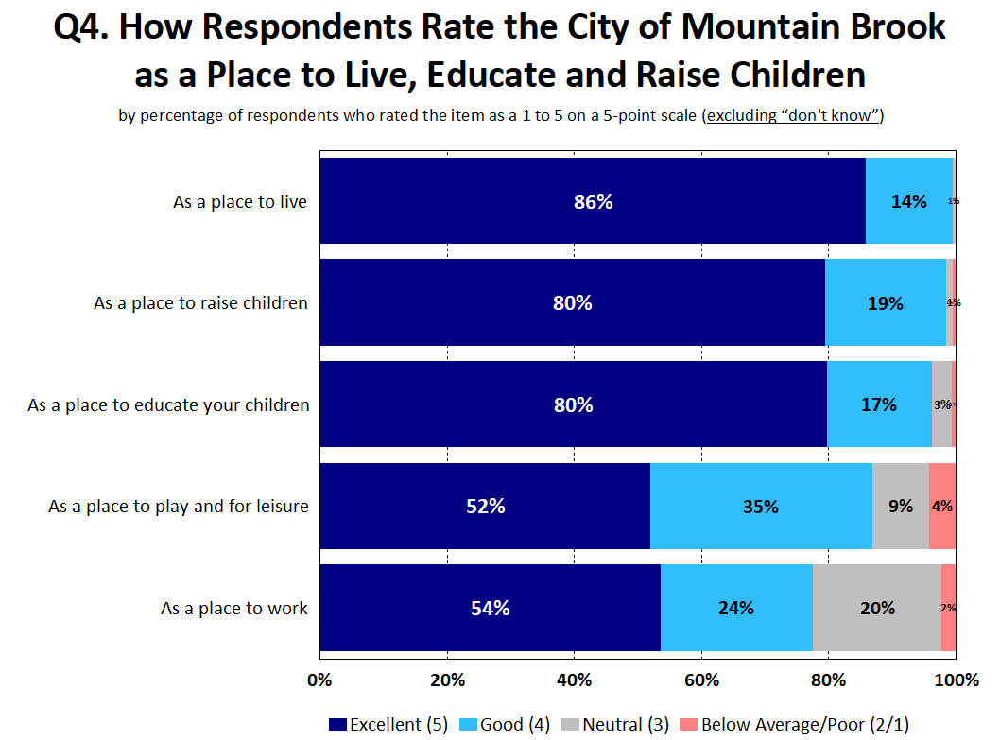 Q4. How Respondents Rate the City of Mountain Brook
as a Place to Live, Educate and Raise Children
by percentage of respondents who rated the item as a 1 to 5 on a 5-point scale (excluding “don't know”)
As a place to live 86% 14% 1%
As a place to raise children 80% 19% 1%
As a place to educate your children 80% 17% 3%
As a place to play and for leisure 52% 35% 9% 4%
As a place to work 54% 24% 20% 2%
0% 20% 40% 60% 80% 100%
Excellent (5) Good (4) Neutral (3) Below Average/Poor (2/1)